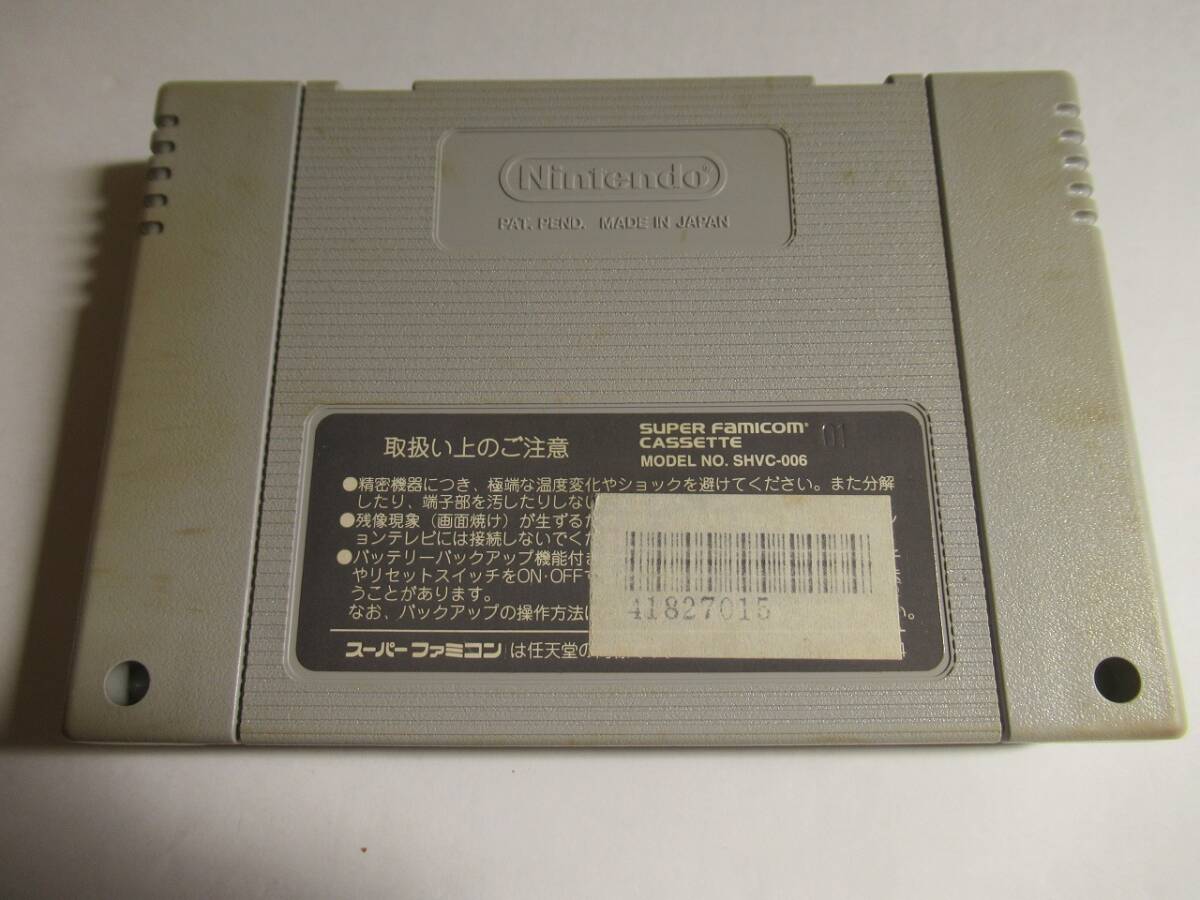 Nintendo®
PAT. PEND. MADE IN JAPAN
取扱い上のご注意
SUPER FAMICOM®
CASSETTE
MODEL NO. SHVC-006
01
●精密機器につき、極端な温度変化やショックを避けてください。また分解
したり、端子部を汚したりしない
●残像現象（画面焼け）が生ずるた
ョンテレビには接続しないでく
●バッテリーバックアップ機能付き
やリセットスイッチをON・OFFす
うことがあります。
なお、バックアップの操作方法に
い。
41827015
スーパーファミコンは任天堂の